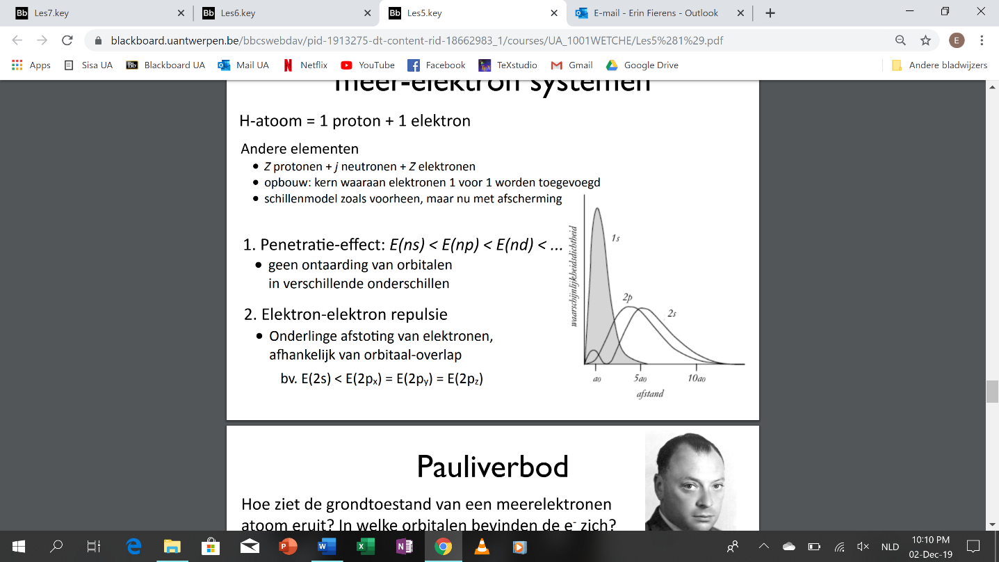 Les7.key
Les6.key
Les5.key
E-mail - Erin Fierens - Outlook
blackboard.uantwerpen.be/bbcswebdav/pid-1913275-dt-content-rid-18662983_1/courses/UA_1001WETCHE/Les5%281%29.pdf
E
Apps
Sisa UA
Blackboard UA
Mail UA
Netflix
YouTube
Facebook
TeXstudio
Gmail
Google Drive
Andere bladwijzers
meer-elektron systemen
H-atoom = 1 proton + 1 elektron
Andere elementen
• Z protonen + j neutronen + Z elektronen
• opbouw: kern waaraan elektronen 1 voor 1 worden toegevoegd
• schillenmodel zoals voorheen, maar nu met afscherming
1. Penetratie-effect: E(ns) < E(np) < E(nd) < ...
• geen ontaarding van orbitalen
in verschillende onderschillen
2. Elektron-elektron repulsie
• Onderlinge afstoting van elektronen,
afhankelijk van orbitaal-overlap
bv. E(2s) < E(2pₓ) = E(2pᵧ) = E(2p_z)
waarschijnlijkheidsdichtheid
1s
2p
2s
a0
5a0
10a0
afstand
Pauliverbod
Hoe ziet de grondtoestand van een meerelektronen
atoom eruit? In welke orbitalen bevinden de e⁻ zich?
NLD
10:10 PM
02-Dec-19